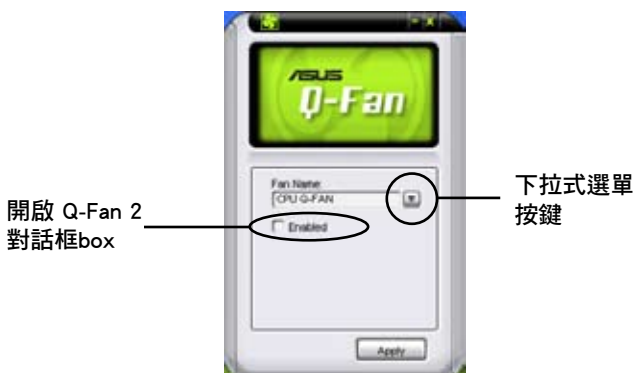 ASUS
Q-Fan
Fan Name:
CPU Q-FAN
下拉式選單
按鍵
開啟 Q-Fan 2
對話框box
Enabled
Apply